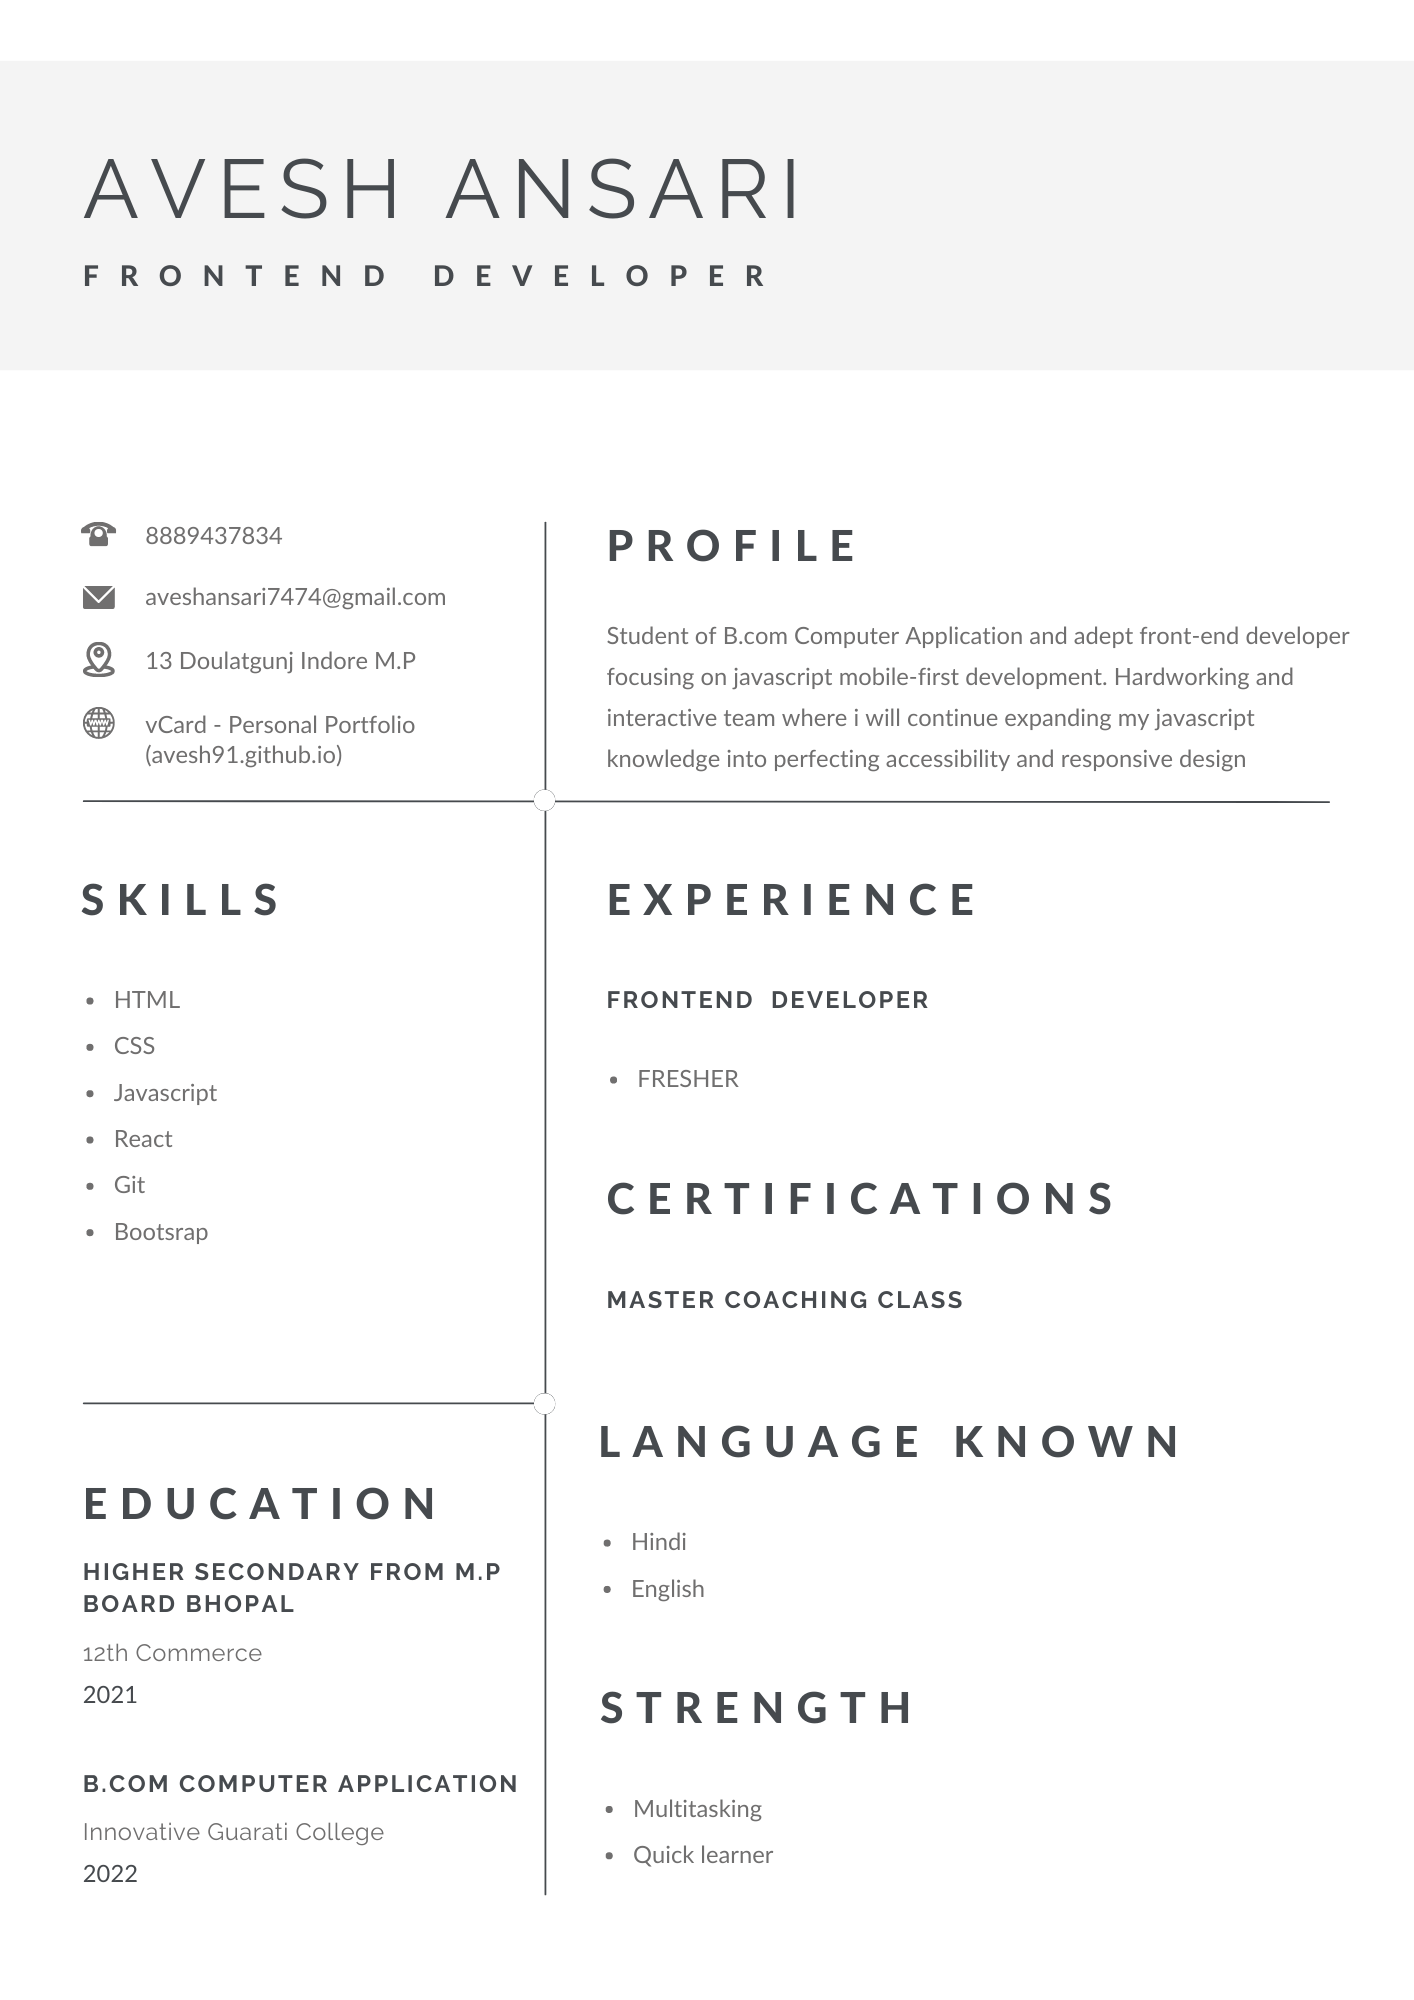 AVESH ANSARI
FRONTEND DEVELOPER
8889437834
aveshansari7474@gmail.com
13 Doulatgunj Indore M.P
vCard - Personal Portfolio
(avesh91.github.io)
PROFILE
Student of B.com Computer Application and adept front-end developer
focusing on javascript mobile-first development. Hardworking and
interactive team where i will continue expanding my javascript
knowledge into perfecting accessibility and responsive design
SKILLS
• HTML
• CSS
• Javascript
• React
• Git
• Bootsrap
EXPERIENCE
FRONTEND DEVELOPER
• FRESHER
CERTIFICATIONS
MASTER COACHING CLASS
EDUCATION
HIGHER SECONDARY FROM M.P
BOARD BHOPAL
12th Commerce
2021
B.COM COMPUTER APPLICATION
Innovative Guarati College
2022
LANGUAGE KNOWN
• Hindi
• English
STRENGTH
• Multitasking
• Quick learner